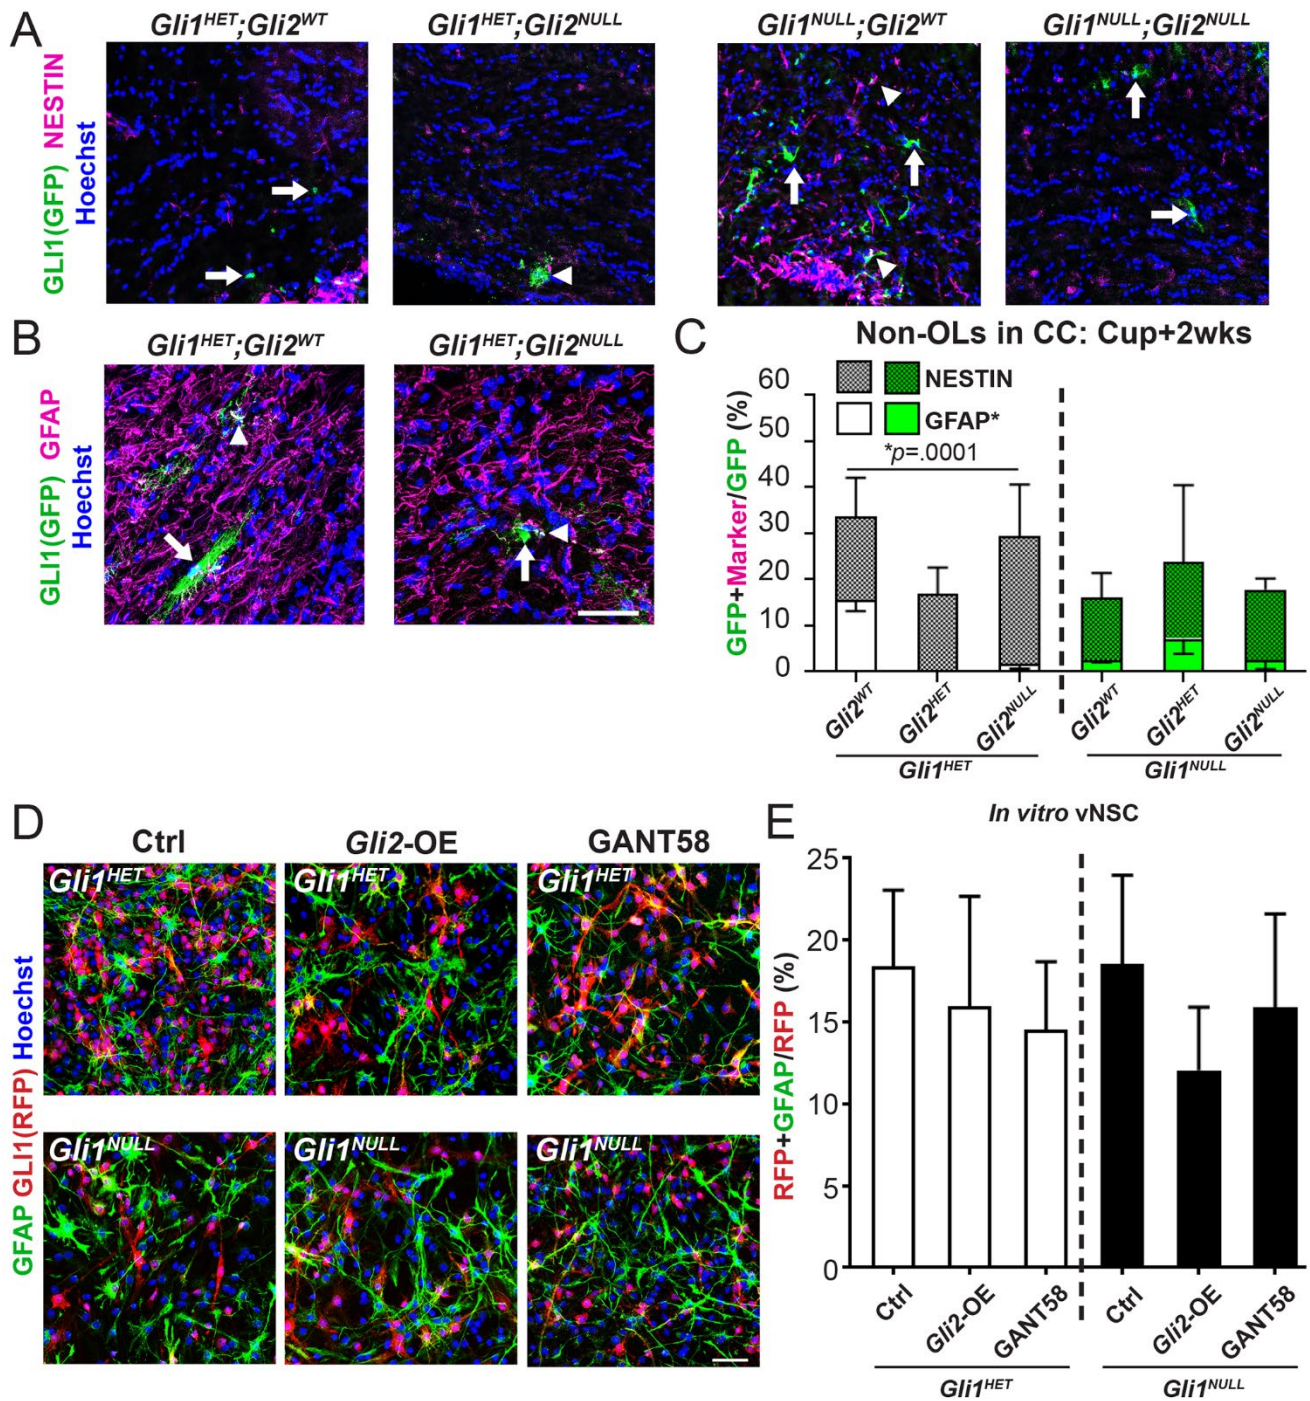 A
Gli1HET;Gli2WT
Gli1HET;Gli2NULL
Gli1NULL;Gli2WT
Gli1NULL;Gli2NULL
GLI1(GFP) NESTIN
Hoechst
B
Gli1HET;Gli2WT
Gli1HET;Gli2NULL
GLI1(GFP) GFAP
Hoechst
C
Non-OLs in CC: Cup+2wks
NESTIN
GFAP*
*p=.0001
GFP+Marker/GFP (%)
60
50
40
30
20
10
0
Gli2WT
Gli2HET
Gli2NULL
Gli2WT
Gli2HET
Gli2NULL
Gli1HET
Gli1NULL
D
Ctrl
Gli2-OE
GANT58
Gli1HET
Gli1HET
Gli1HET
Gli1NULL
Gli1NULL
Gli1NULL
GFAP GLI1(RFP) Hoechst
E
In vitro vNSC
RFP+GFAP/RFP (%)
25
20
15
10
5
0
Ctrl
Gli2-OE
GANT58
Ctrl
Gli2-OE
GANT58
Gli1HET
Gli1NULL